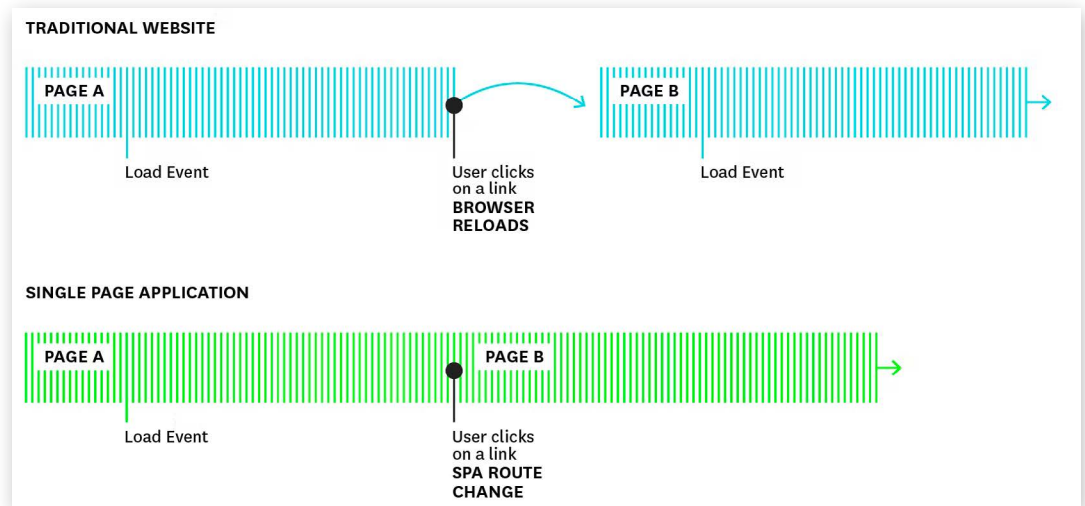 TRADITIONAL WEBSITE
PAGE A
PAGE B
Load Event
User clicks
on a link
BROWSER
RELOADS
Load Event
SINGLE PAGE APPLICATION
PAGE A
PAGE B
Load Event
User clicks
on a link
SPA ROUTE
CHANGE